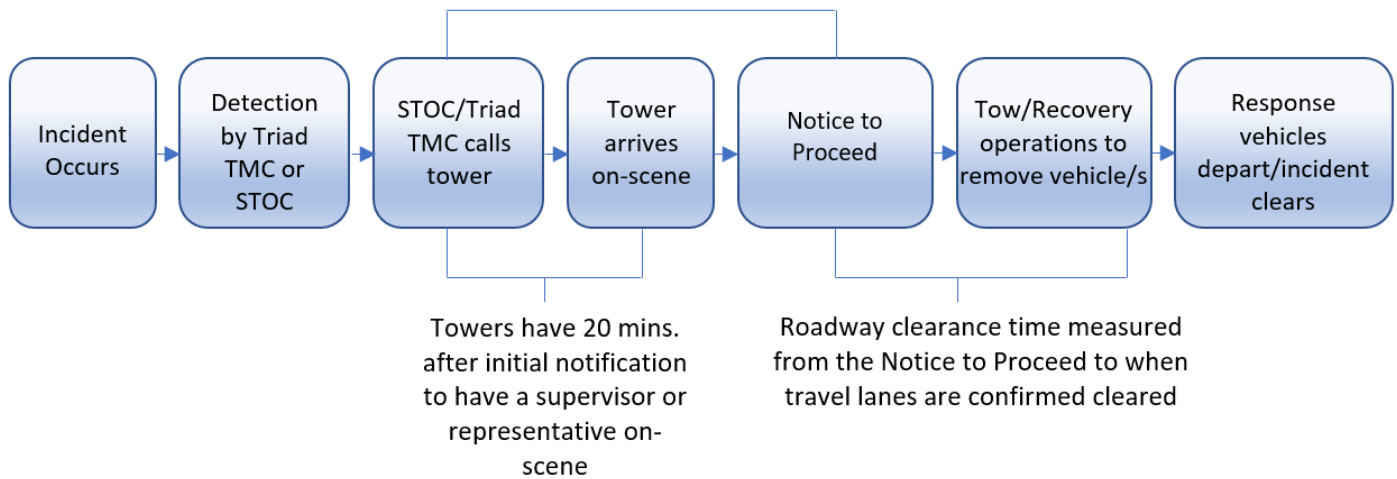 Incident
Occurs
Detection
by Triad
TMC or
STOC
STOC/Triad
TMC calls
tower
Tower
arrives
on-scene
Notice to
Proceed
Tow/Recovery
operations to
remove vehicle/s
Response
vehicles
depart/incident
clears
Towers have 20 mins.
after initial notification
to have a supervisor or
representative on-
scene
Roadway clearance time measured
from the Notice to Proceed to when
travel lanes are confirmed cleared